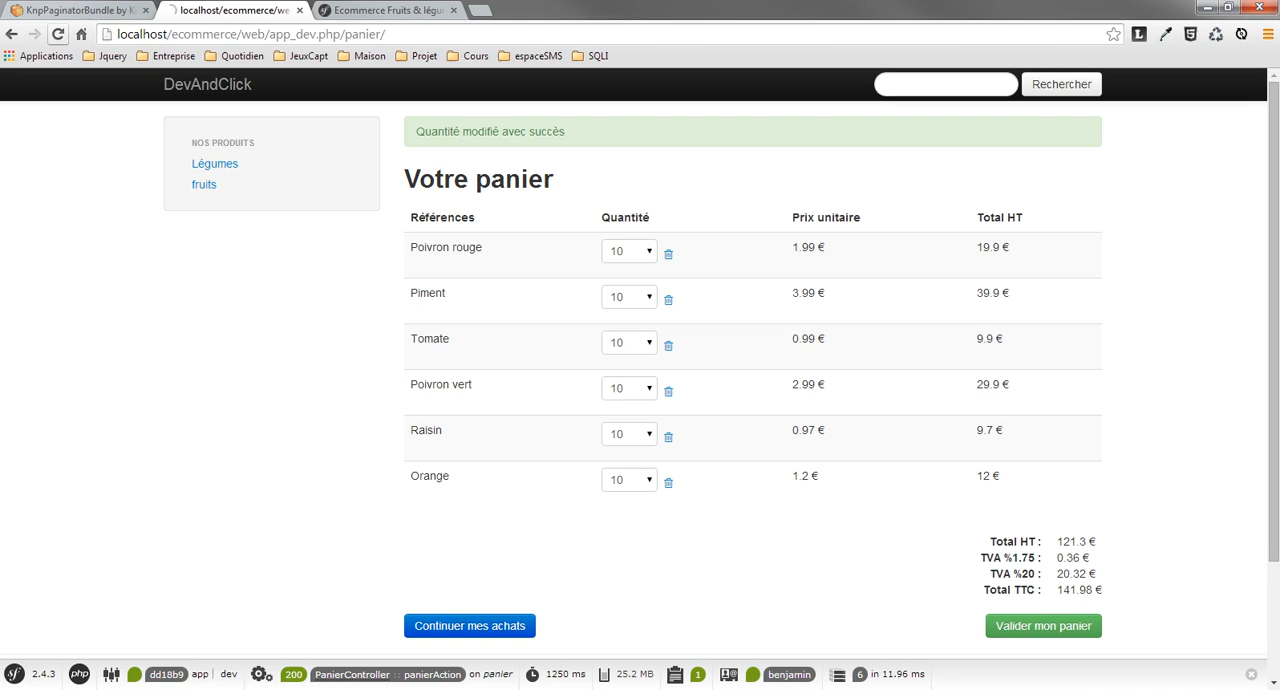 KnpPaginatorBundle by K
localhost/ecommerce/we
Ecommerce Fruits & légu
localhost/ecommerce/web/app_dev.php/panier/
Applications Jquery Entreprise Quotidien JeuxCapt Maison Projet Cours espaceSMS SQLI
DevAndClick Rechercher
NOS PRODUITS
Légumes
fruits
Quantité modifié avec succès
Votre panier
Références Quantité Prix unitaire Total HT
Poivron rouge 10 1.99 € 19.9 €
Piment 10 3.99 € 39.9 €
Tomate 10 0.99 € 9.9 €
Poivron vert 10 2.99 € 29.9 €
Raisin 10 0.97 € 9.7 €
Orange 10 1.2 € 12 €
Total HT : 121.3 €
TVA %1.75 : 0.36 €
TVA %20 : 20.32 €
Total TTC : 141.98 €
Continuer mes achats Valider mon panier
sf 2.4.3 php dd18b9 app | dev 200 PanierController :: panierAction on panier 1250 ms 25.2 MB 1 benjamin 6 in 11.96 ms